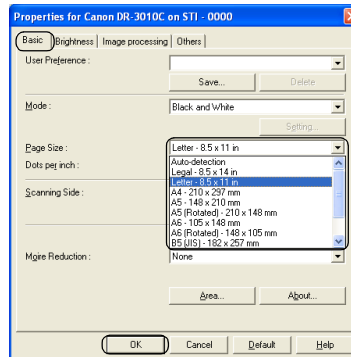 Properties for Canon DR-3010C on STI - 0000
Basic Brightness Image processing Others
User Preference :
Save... Delete
Mode : Black and White
Setting...
Page Size : Letter - 8.5 x 11 in
Dots per inch : Auto-detection
Legal - 8.5 x 14 in
Letter - 8.5 x 11 in
Scanning Side : A4 - 210 x 297 mm
A5 - 148 x 210 mm
A5 (Rotated) - 210 x 148 mm
A6 - 105 x 148 mm
A6 (Rotated) - 148 x 105 mm
B5 (JIS) - 182 x 257 mm
Moire Reduction : None
Area... About...
OK Cancel Default Help